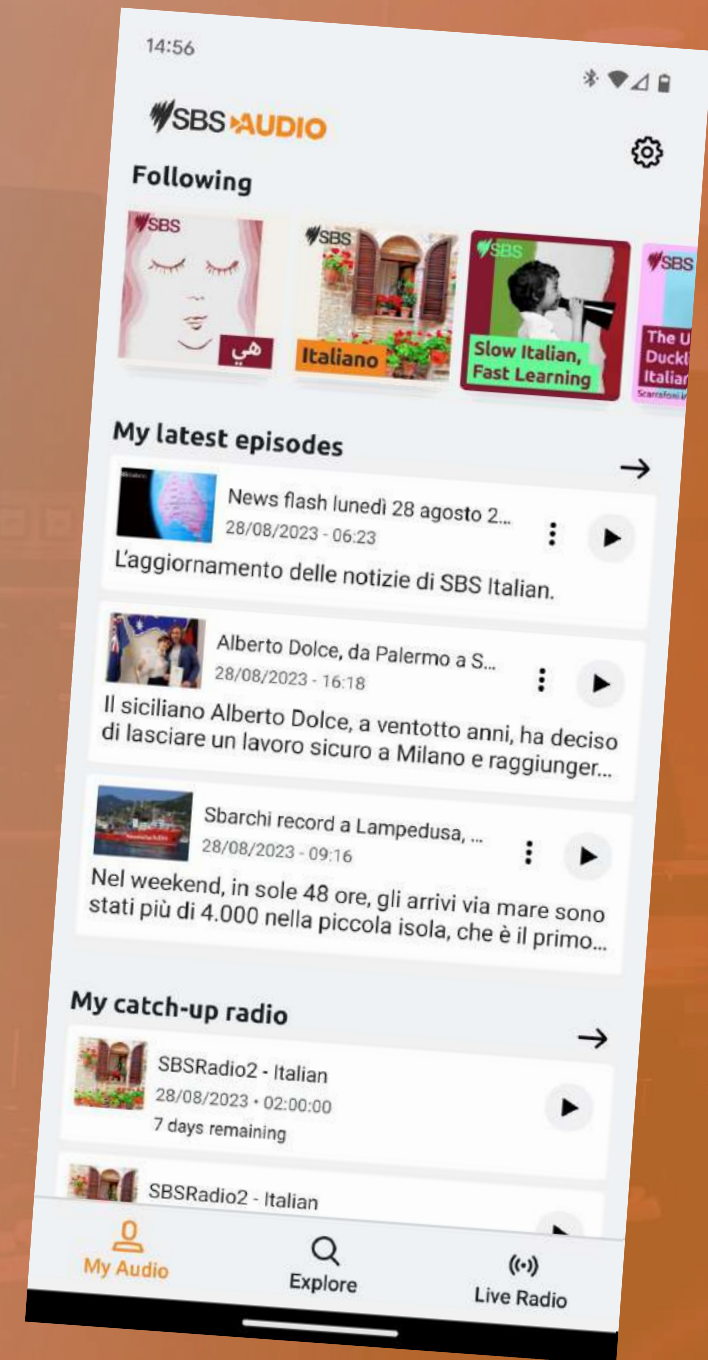 14:56
SBS AUDIO
Following
SBS
هي
SBS
Italiano
SBS
Slow Italian,
Fast Learning
SBS
The U
Duckl
Italian
My latest episodes
News flash lunedì 28 agosto 2...
28/08/2023 - 06:23
L'aggiornamento delle notizie di SBS Italian.
Alberto Dolce, da Palermo a S...
28/08/2023 - 16:18
Il siciliano Alberto Dolce, a ventotto anni, ha deciso
di lasciare un lavoro sicuro a Milano e raggiunger...
Sbarchi record a Lampedusa, ...
28/08/2023 - 09:16
Nel weekend, in sole 48 ore, gli arrivi via mare sono
stati più di 4.000 nella piccola isola, che è il primo...
My catch-up radio
SBSRadio2 - Italian
28/08/2023 • 02:00:00
7 days remaining
SBSRadio2 - Italian
My Audio
Explore
Live Radio